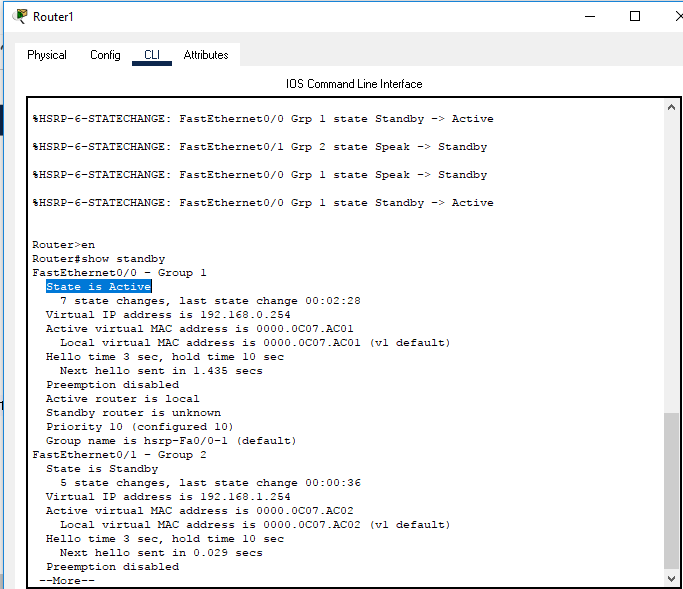 Router1
Physical Config CLI Attributes
IOS Command Line Interface
%HSRP-6-STATECHANGE: FastEthernet0/0 Grp 1 state Standby -> Active
%HSRP-6-STATECHANGE: FastEthernet0/1 Grp 2 state Speak -> Standby
%HSRP-6-STATECHANGE: FastEthernet0/0 Grp 1 state Speak -> Standby
%HSRP-6-STATECHANGE: FastEthernet0/0 Grp 1 state Standby -> Active
Router>en
Router#show standby
FastEthernet0/0 - Group 1
State is Active
7 state changes, last state change 00:02:28
Virtual IP address is 192.168.0.254
Active virtual MAC address is 0000.0C07.AC01
Local virtual MAC address is 0000.0C07.AC01 (v1 default)
Hello time 3 sec, hold time 10 sec
Next hello sent in 1.435 secs
Preemption disabled
Active router is local
Standby router is unknown
Priority 10 (configured 10)
Group name is hsrp-Fa0/0-1 (default)
FastEthernet0/1 - Group 2
State is Standby
5 state changes, last state change 00:00:36
Virtual IP address is 192.168.1.254
Active virtual MAC address is 0000.0C07.AC02
Local virtual MAC address is 0000.0C07.AC02 (v1 default)
Hello time 3 sec, hold time 10 sec
Next hello sent in 0.029 secs
Preemption disabled
--More--